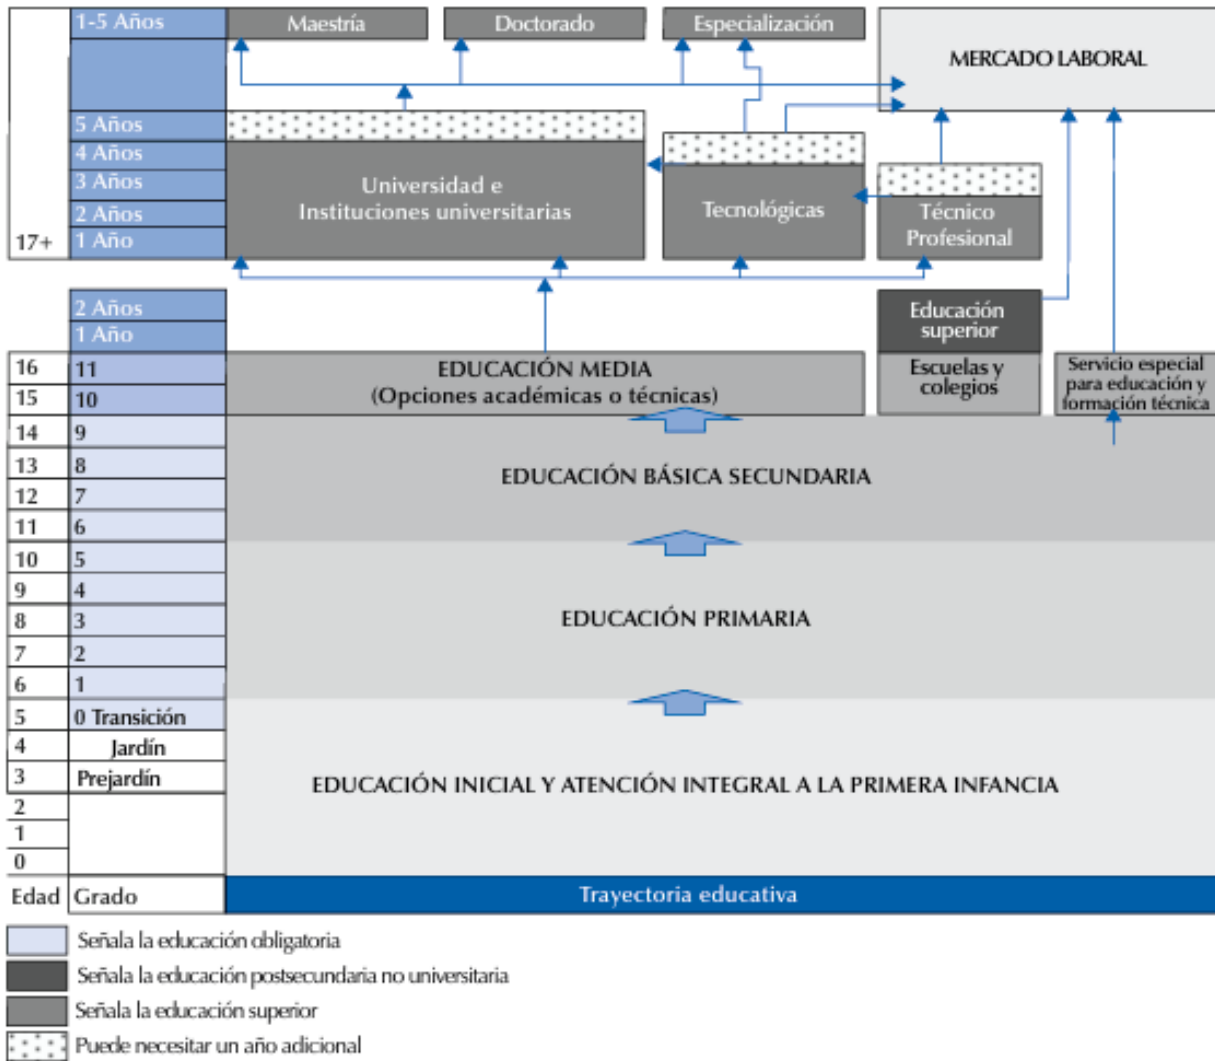 1-5 Años
Maestría
Doctorado
Especialización
MERCADO LABORAL
5 Años
4 Años
3 Años
2 Años
17+
1 Año
Universidad e
Instituciones universitarias
Tecnológicas
Técnico
Profesional
2 Años
1 Año
Educación
superior
16
11
15
10
EDUCACIÓN MEDIA
(Opciones académicas o técnicas)
Escuelas y
colegios
Servicio especial
para educación y
formación técnica
14
9
13
8
12
7
11
6
EDUCACIÓN BÁSICA SECUNDARIA
10
5
9
4
8
3
7
2
6
1
EDUCACIÓN PRIMARIA
5
0 Transición
4
Jardín
3
Prejardín
2
1
0
EDUCACIÓN INICIAL Y ATENCIÓN INTEGRAL A LA PRIMERA INFANCIA
Edad
Grado
Trayectoria educativa
Señala la educación obligatoria
Señala la educación postsecundaria no universitaria
Señala la educación superior
Puede necesitar un año adicional